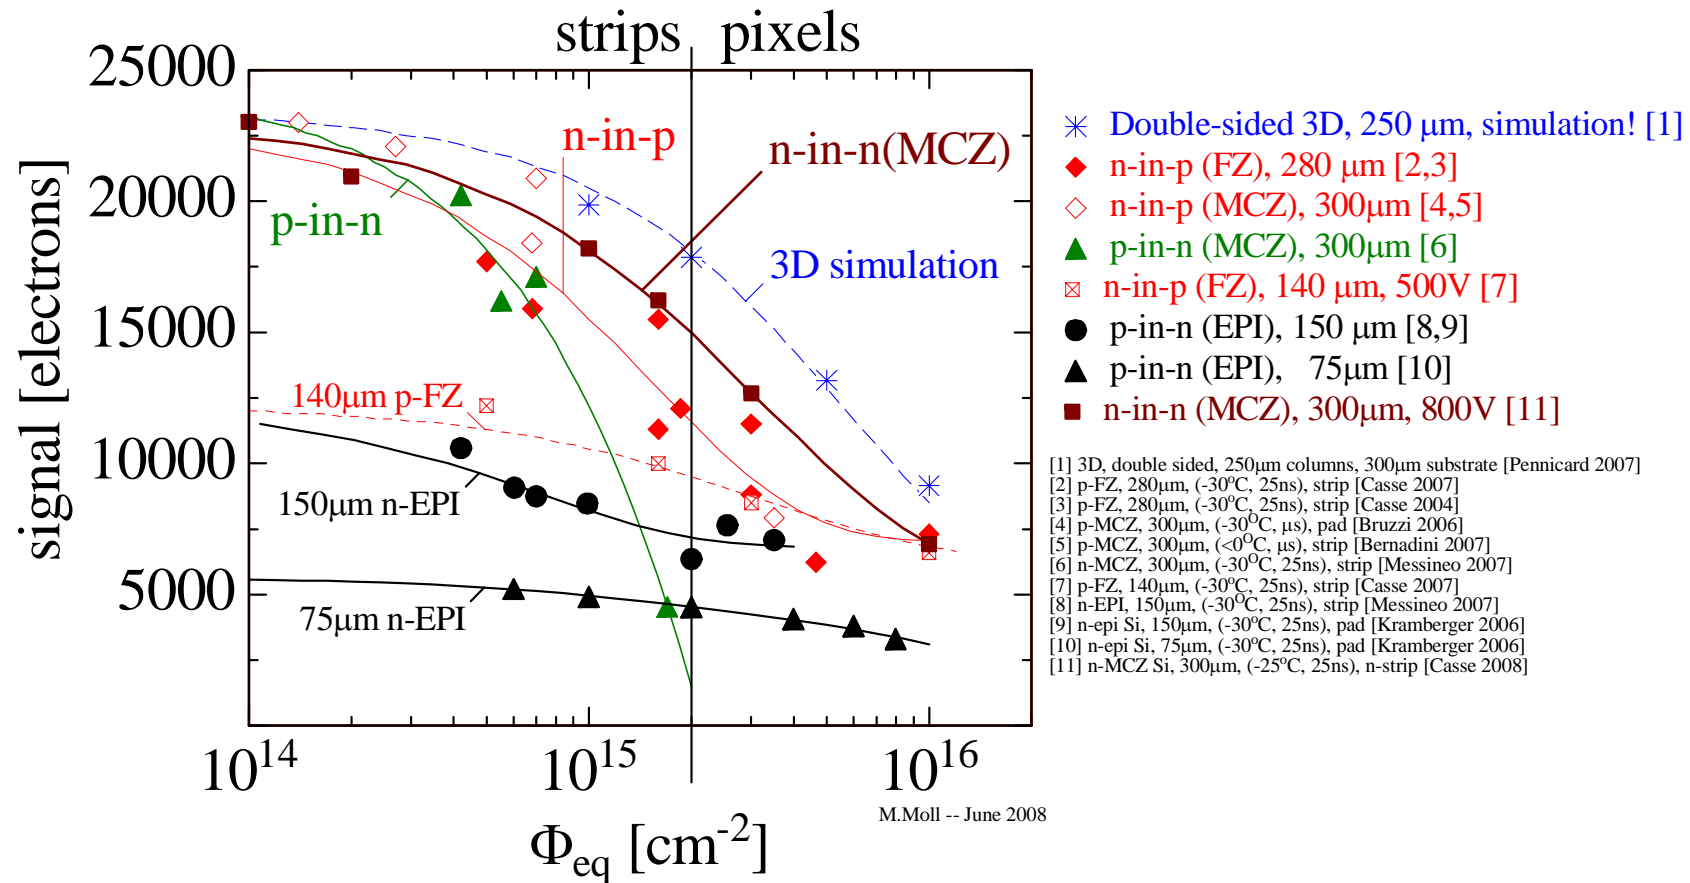 strips pixels
25000
20000
15000
10000
5000
signal [electrons]
n-in-p
n-in-n(MCZ)
p-in-n
3D simulation
140μm p-FZ
150μm n-EPI
75μm n-EPI
10^14
10^15
10^16
M.Moll -- June 2008
Φeq [cm^-2]
Double-sided 3D, 250 μm, simulation! [1]
n-in-p (FZ), 280 μm [2,3]
n-in-p (MCZ), 300μm [4,5]
p-in-n (MCZ), 300μm [6]
n-in-p (FZ), 140 μm, 500V [7]
p-in-n (EPI), 150 μm [8,9]
p-in-n (EPI), 75μm [10]
n-in-n (MCZ), 300μm, 800V [11]
[1] 3D, double sided, 250μm columns, 300μm substrate [Pennicard 2007]
[2] p-FZ, 280μm, (-30°C, 25ns), strip [Casse 2007]
[3] p-FZ, 280μm, (-30°C, 25ns), strip [Casse 2004]
[4] p-MCZ, 300μm, (-30°C, μs), pad [Bruzzi 2006]
[5] p-MCZ, 300μm, (<0°C, μs), strip [Bernadini 2007]
[6] n-MCZ, 300μm, (-30°C, 25ns), strip [Messineo 2007]
[7] p-FZ, 140μm, (-30°C, 25ns), strip [Casse 2007]
[8] n-EPI, 150μm, (-30°C, 25ns), strip [Messineo 2007]
[9] n-epi Si, 150μm, (-30°C, 25ns), pad [Kramberger 2006]
[10] n-epi Si, 75μm, (-30°C, 25ns), pad [Kramberger 2006]
[11] n-MCZ Si, 300μm, (-25°C, 25ns), n-strip [Casse 2008]